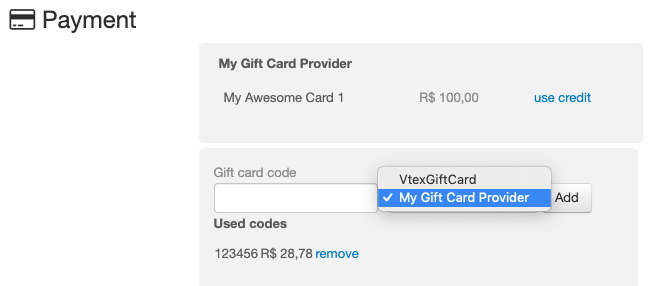 Payment
My Gift Card Provider
My Awesome Card 1 R$ 100,00 use credit
Gift card code
VtexGiftCard
✓ My Gift Card Provider Add
Used codes
123456 R$ 28,78 remove